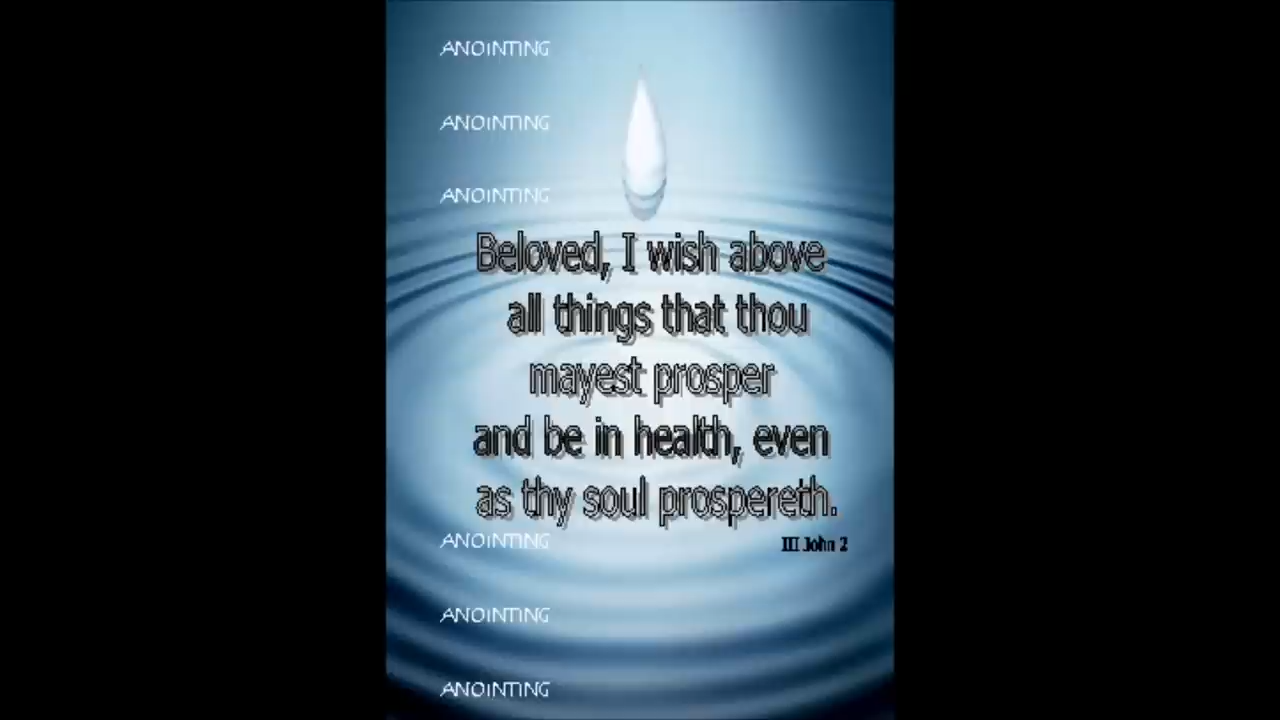 ANOINTING
ANOINTING
ANOINTING
Beloved, I wish above
all things that thou
mayest prosper
and be in health, even
as thy soul prospereth.
ANOINTING
III John 2
ANOINTING
ANOINTING